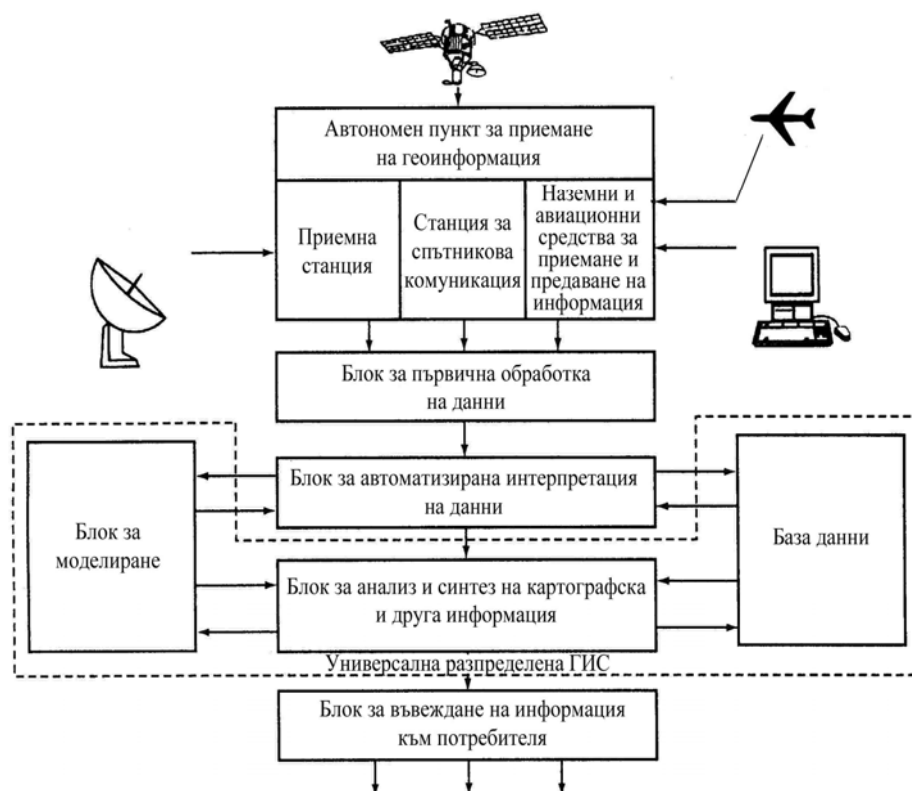 Автономен пункт за приемане
на геоинформация
Приемна
станция
Станция за
спътникова
комуникация
Наземни и
авиационни
средства за
приемане и
предаване на
информация
Блок за първична обработка
на данни
Блок за автоматизирана интерпретация
на данни
Блок за
моделиране
База данни
Блок за анализ и синтез на картографска
и друга информация
Универсална разпределена ГИС
Блок за въвеждане на информация
към потребителя